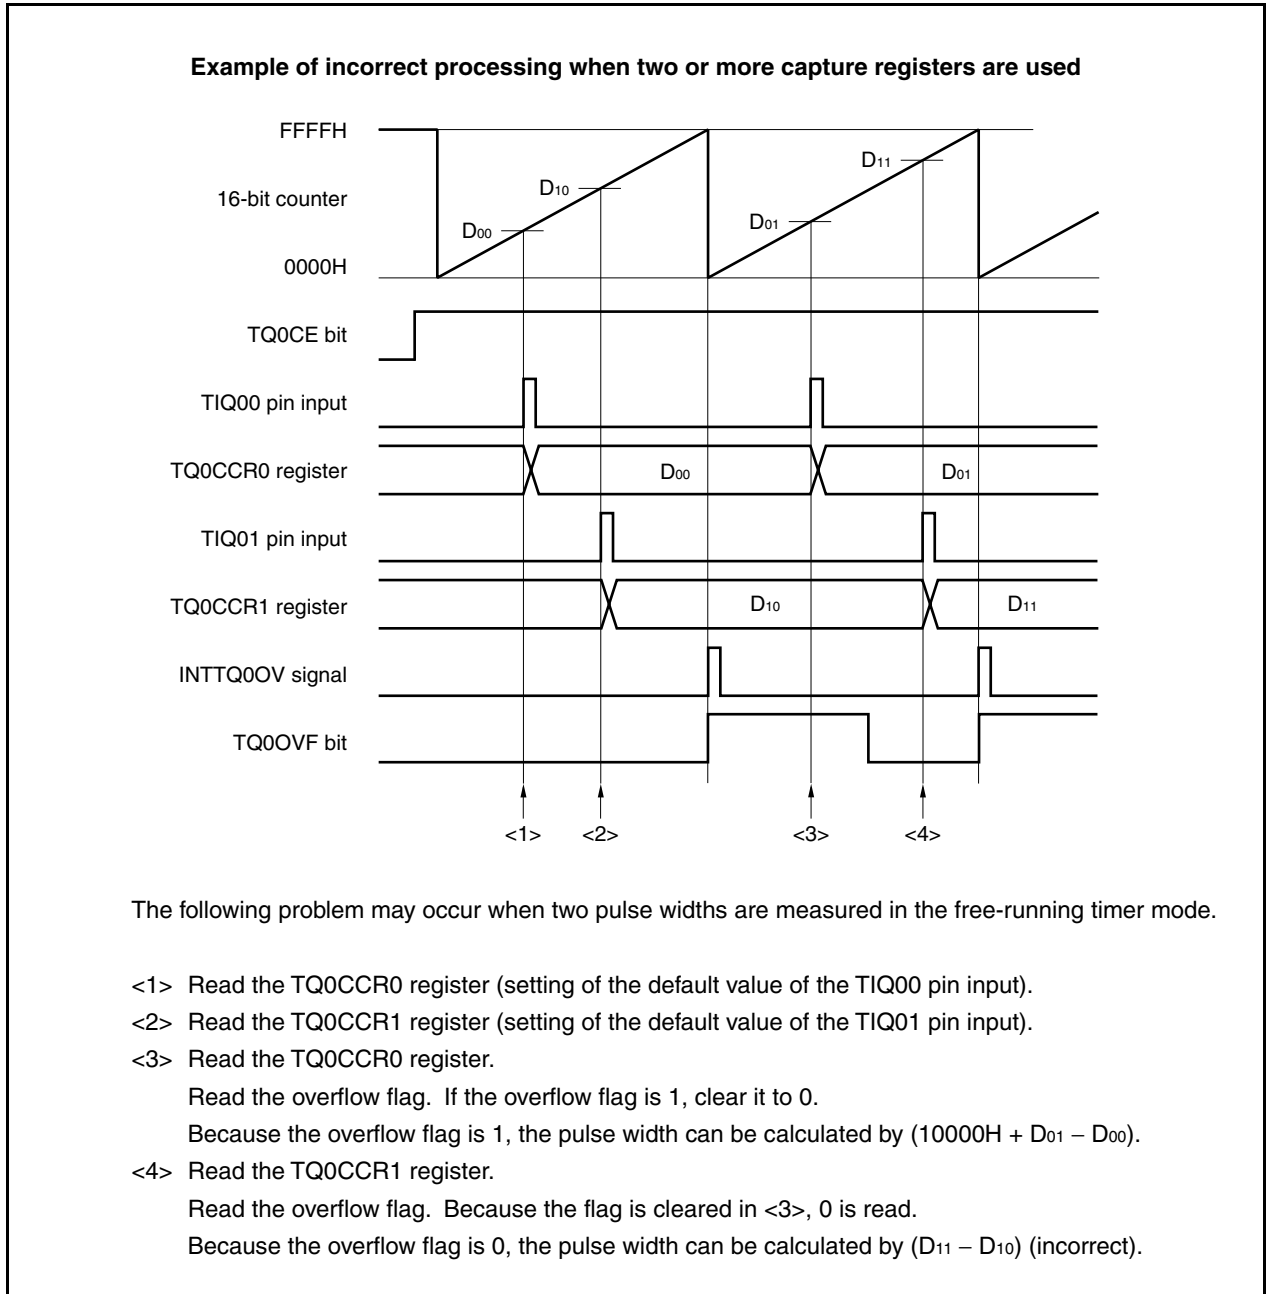 Example of incorrect processing when two or more capture registers are used
FFFFH
D10 D11
16-bit counter
D00 D01
0000H
TQ0CE bit
TIQ00 pin input
TQ0CCR0 register D00 D01
TIQ01 pin input
TQ0CCR1 register D10 D11
INTTQ0OV signal
TQ0OVF bit
<1> <2> <3> <4>
The following problem may occur when two pulse widths are measured in the free-running timer mode.
<1> Read the TQ0CCR0 register (setting of the default value of the TIQ00 pin input).
<2> Read the TQ0CCR1 register (setting of the default value of the TIQ01 pin input).
<3> Read the TQ0CCR0 register.
Read the overflow flag. If the overflow flag is 1, clear it to 0.
Because the overflow flag is 1, the pulse width can be calculated by (10000H + D01 − D00).
<4> Read the TQ0CCR1 register.
Read the overflow flag. Because the flag is cleared in <3>, 0 is read.
Because the overflow flag is 0, the pulse width can be calculated by (D11 − D10) (incorrect).